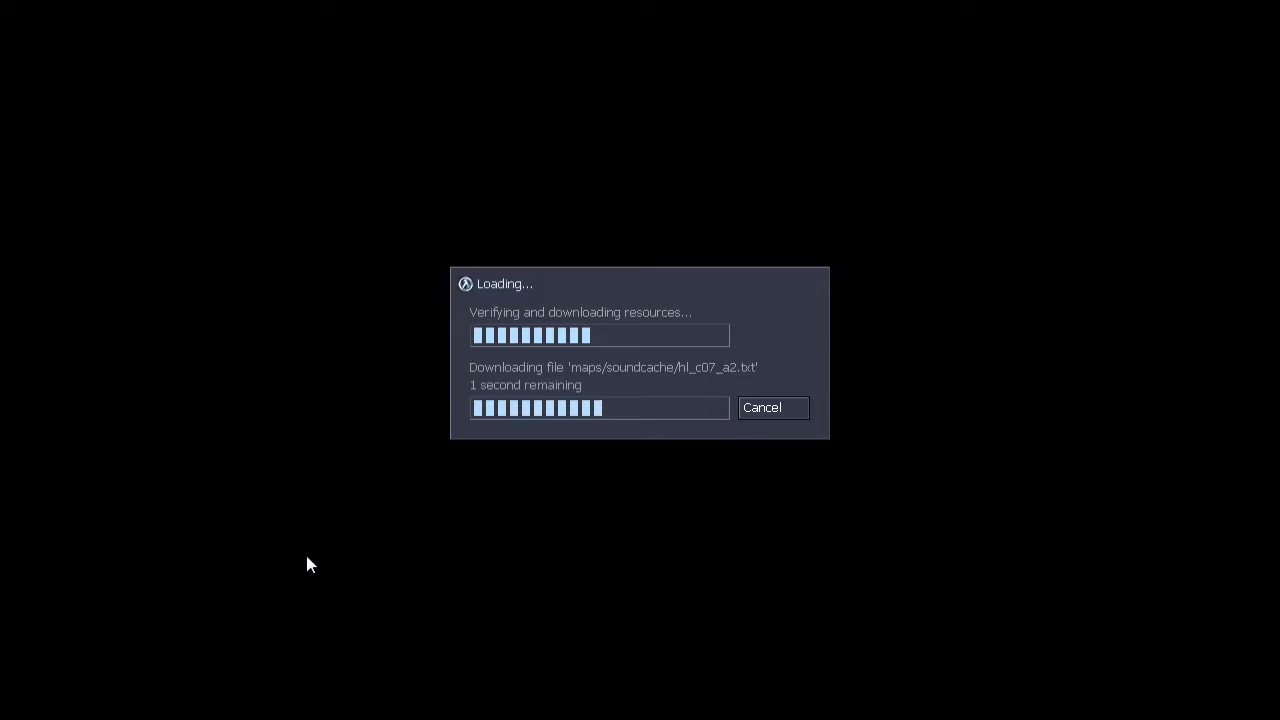 Loading...
Verifying and downloading resources...
Downloading file 'maps/soundcache/hl_c07_a2.txt'
1 second remaining
Cancel